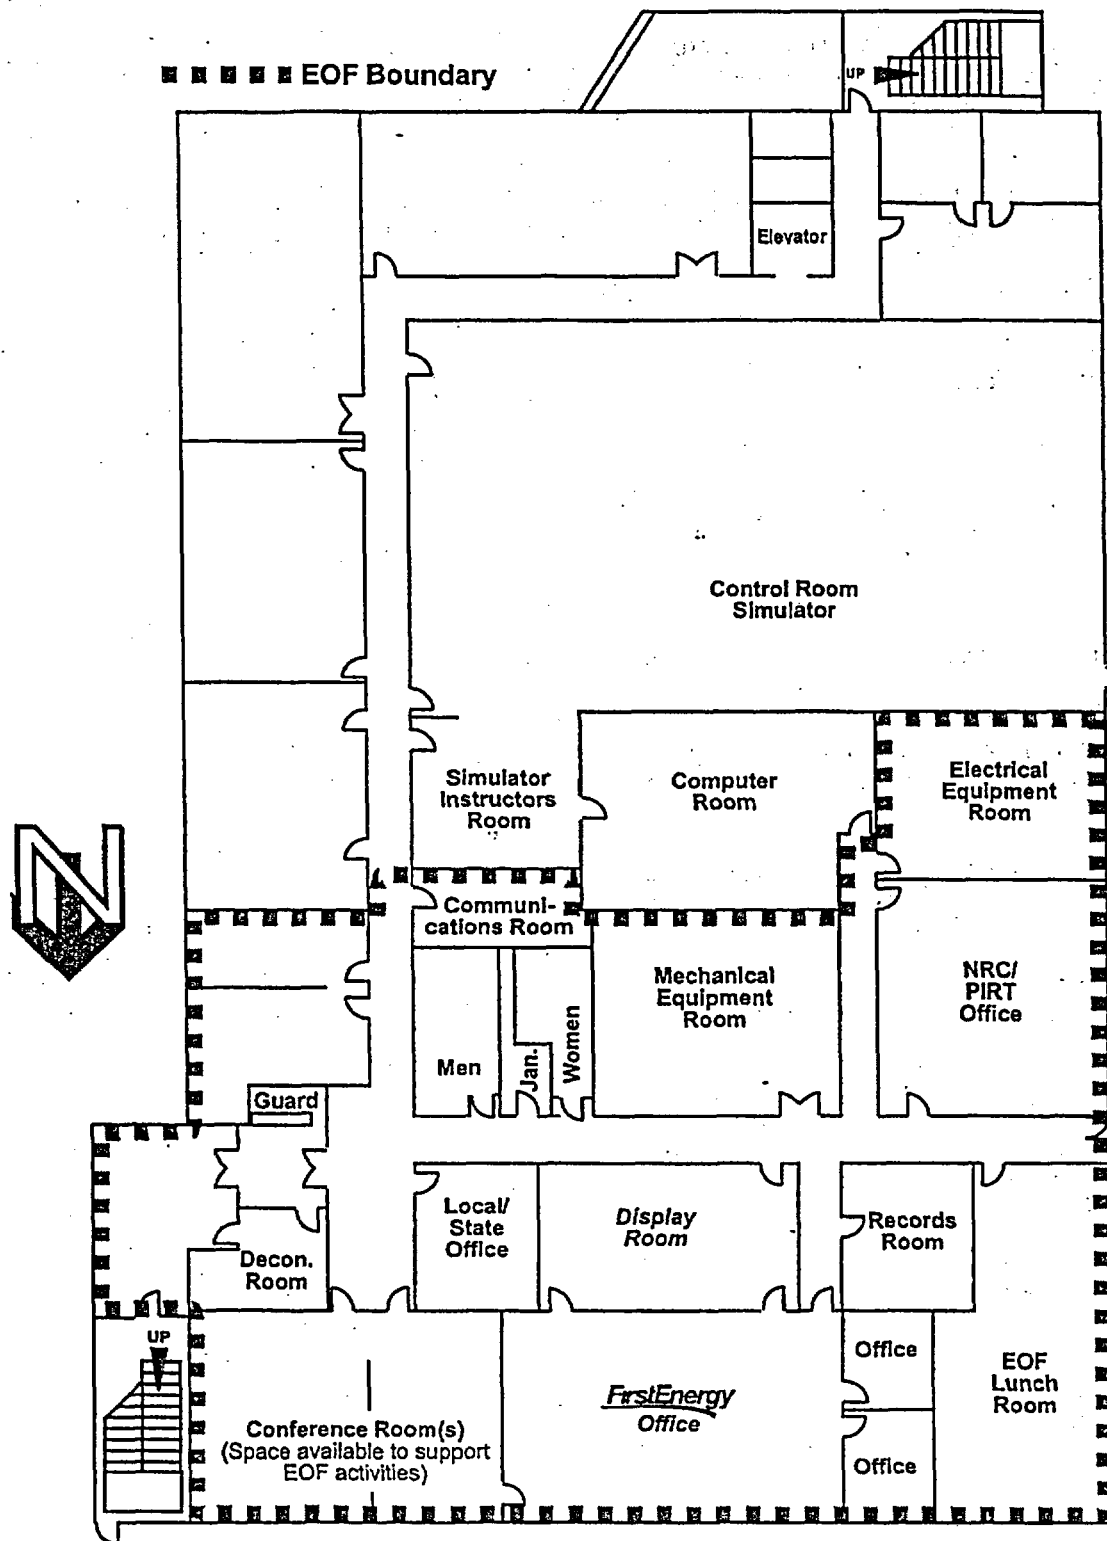 EOF Boundary
UP
Elevator
Control Room
Simulator
Simulator
Instructors
Room
Computer
Room
Electrical
Equipment
Room
Communi-
cations Room
Mechanical
Equipment
Room
NRC/
PIRT
Office
Men
Jan.
Women
Guard
Local/
State
Office
Display
Room
Records
Room
Decon.
Room
UP
Conference Room(s)
(Space available to support
EOF activities)
FirstEnergy
Office
Office
Office
EOF
Lunch
Room
N